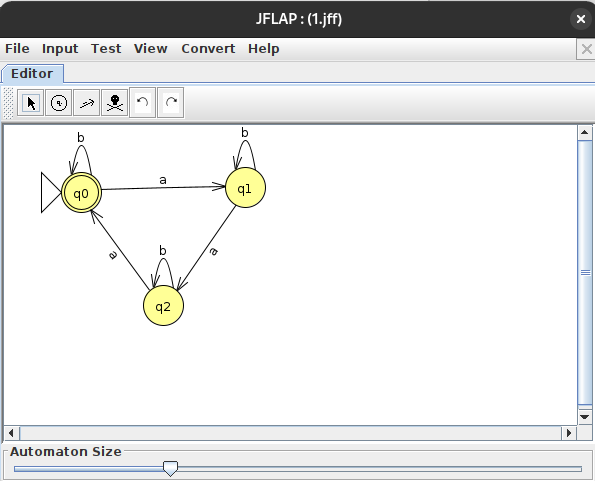 JFLAP : (1.jff)
File Input Test View Convert Help
Editor
b
b
q0
a
q1
a
b
a
q2
Automaton Size